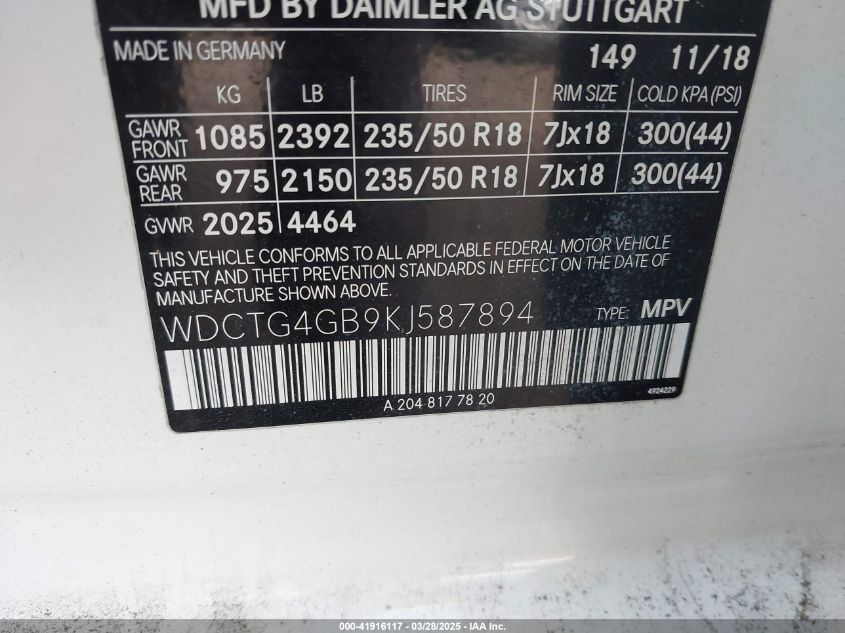 MFD BY DAIMLER AG STUTTGART
MADE IN GERMANY 149 11/18
KG LB TIRES RIM SIZE COLD KPA (PSI)
GAWR FRONT 1085 2392 235/50 R18 7Jx18 300(44)
GAWR REAR 975 2150 235/50 R18 7Jx18 300(44)
GVWR 2025 4464
THIS VEHICLE CONFORMS TO ALL APPLICABLE FEDERAL MOTOR VEHICLE
SAFETY AND THEFT PREVENTION STANDARDS IN EFFECT ON THE DATE OF
MANUFACTURE SHOWN ABOVE.
WDCTG4GB9KJ587894 TYPE: MPV
A 204 817 78 20
4924229
000-41916117 - 03/28/2025 - IAA Inc.